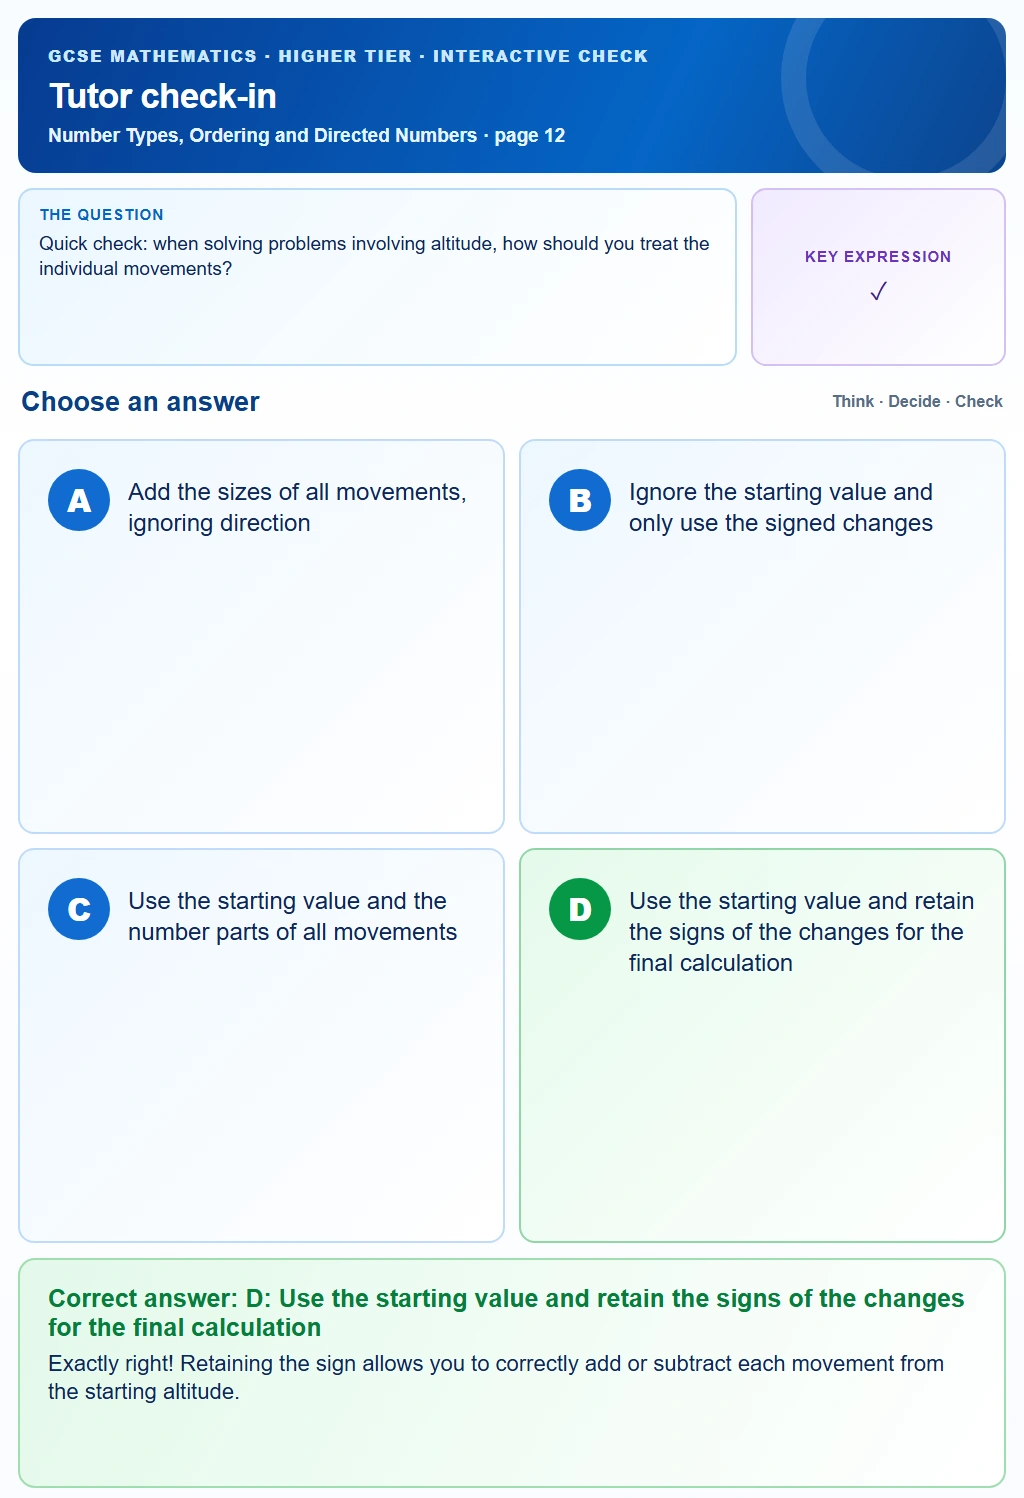 GCSE MATHEMATICS · HIGHER TIER · INTERACTIVE CHECK
Tutor check-in
Number Types, Ordering and Directed Numbers · page 12
THE QUESTION
Quick check: when solving problems involving altitude, how should you treat the
individual movements?
KEY EXPRESSION
✓
Choose an answer
Think · Decide · Check
A
Add the sizes of all movements,
ignoring direction
B
Ignore the starting value and
only use the signed changes
C
Use the starting value and the
number parts of all movements
D
Use the starting value and retain
the signs of the changes for the
final calculation
Correct answer: D: Use the starting value and retain the signs of the changes
for the final calculation
Exactly right! Retaining the sign allows you to correctly add or subtract each movement from
the starting altitude.